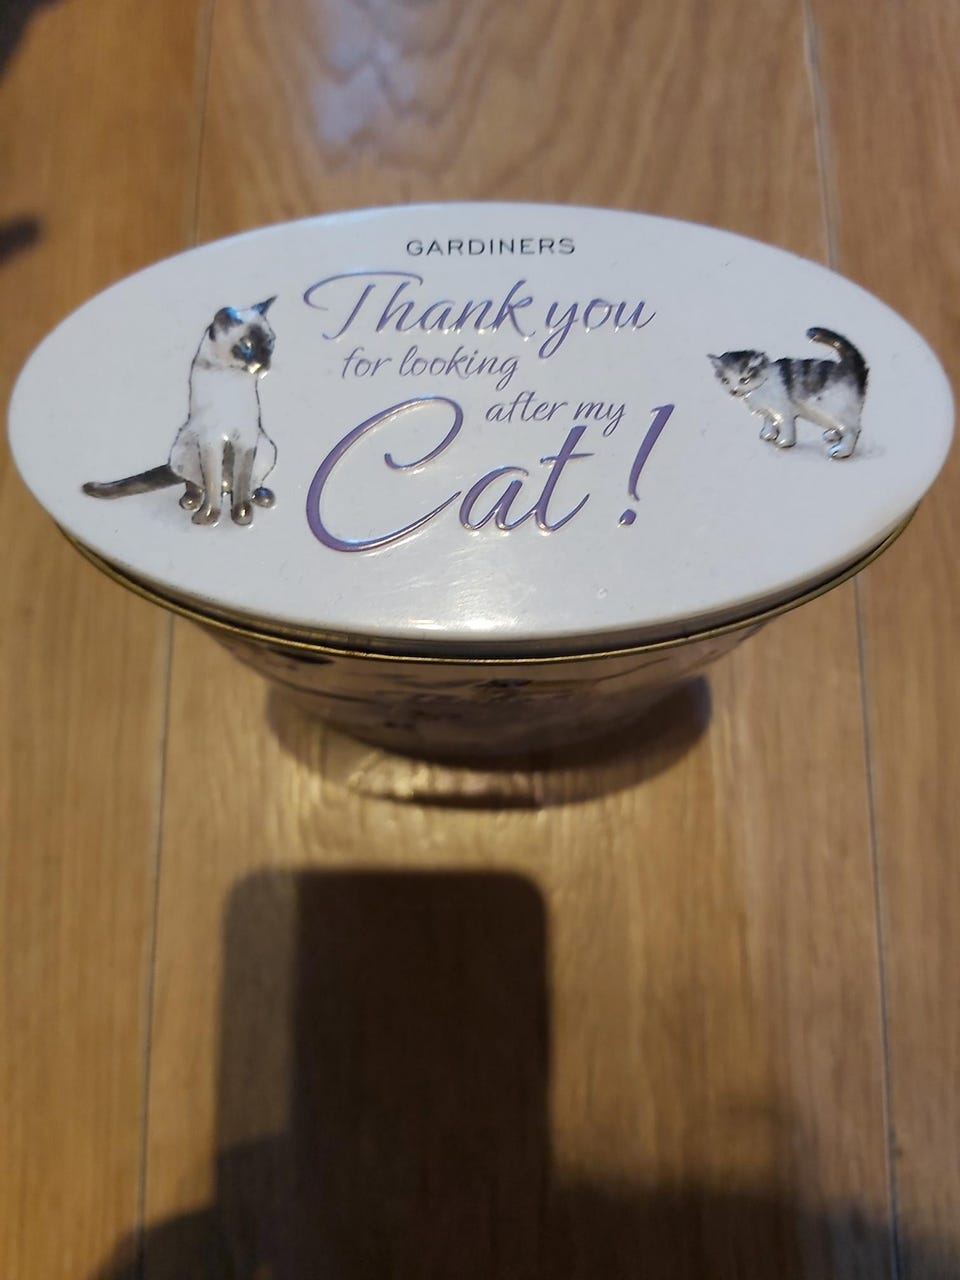 GARDINERS
Thank you
for looking
after my
Cat!